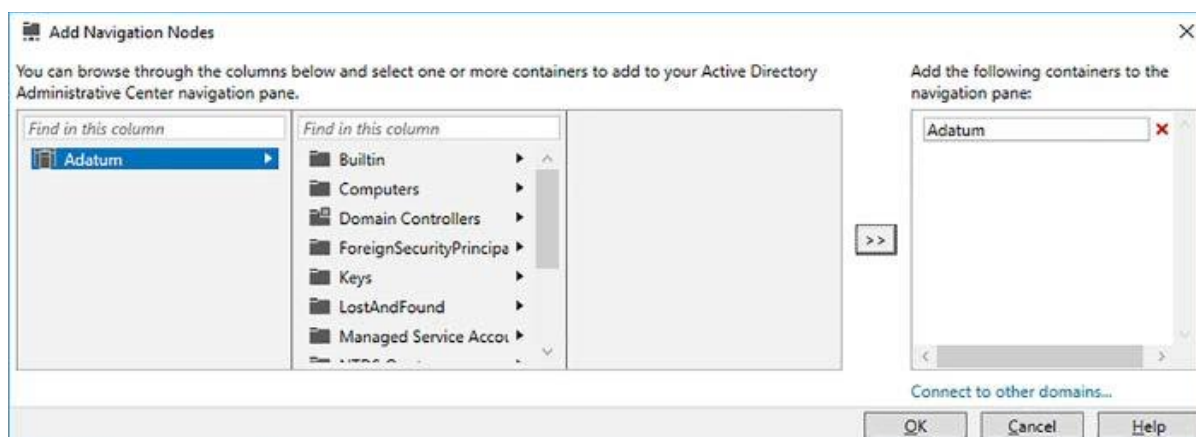 Add Navigation Nodes
You can browse through the columns below and select one or more containers to add to your Active Directory
Administrative Center navigation pane.
Add the following containers to the
navigation pane:
Find in this column
Adatum
Find in this column
Builtin
Computers
Domain Controllers
ForeignSecurityPrincipa
Keys
LostAndFound
Managed Service Accou
>>
Adatum
Connect to other domains...
OK
Cancel
Help